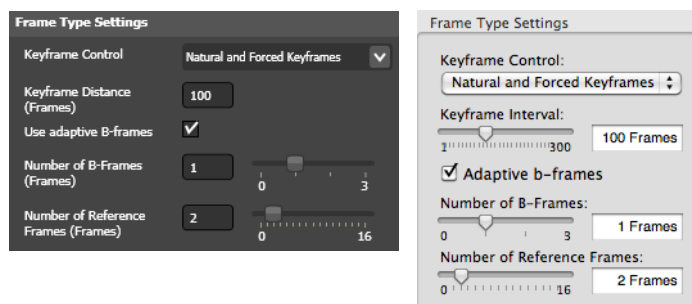 Frame Type Settings
Keyframe Control
Natural and Forced Keyframes
Keyframe Distance
(Frames)
100
Use adaptive B-frames
Number of B-Frames
(Frames)
1
0 3
Number of Reference
Frames (Frames)
2
0 16
Frame Type Settings
Keyframe Control:
Natural and Forced Keyframes
Keyframe Interval:
1 300
100 Frames
Adaptive b-frames
Number of B-Frames:
0 3
1 Frames
Number of Reference Frames:
0 16
2 Frames